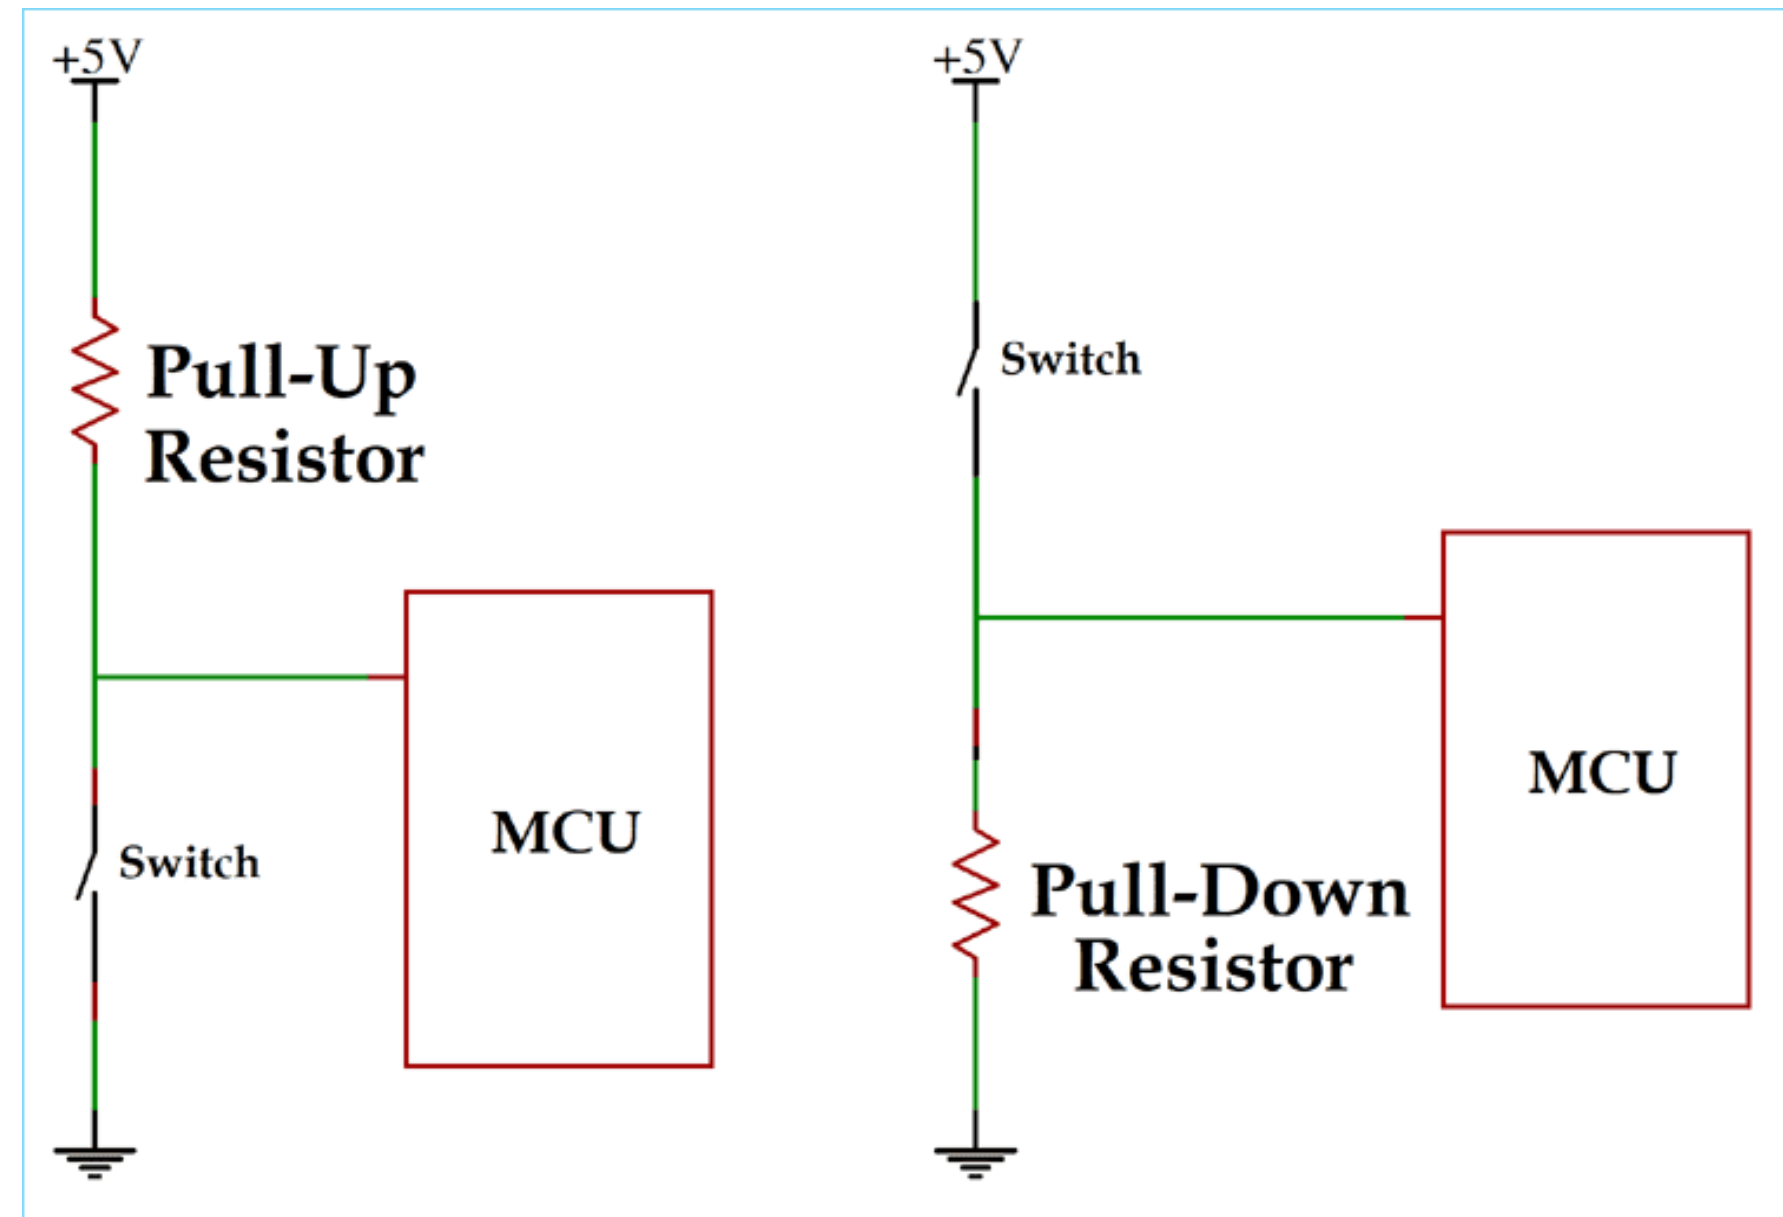 +5V
Pull-Up
Resistor
MCU
Switch
+5V
Switch
MCU
Pull-Down
Resistor